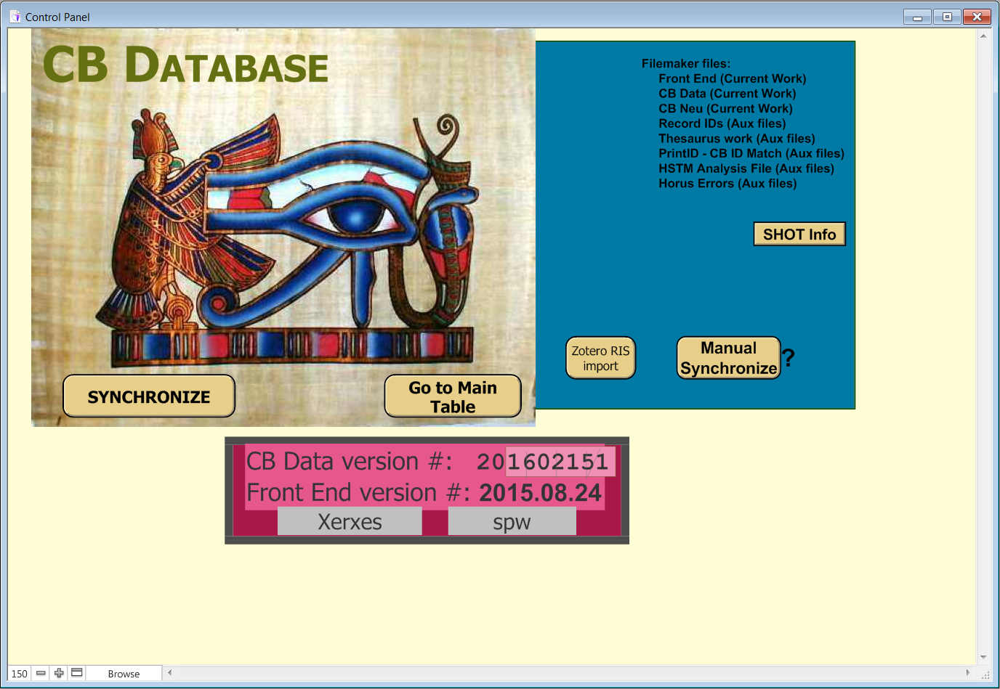 Control Panel
CB DATABASE
Filemaker files:
Front End (Current Work)
CB Data (Current Work)
CB Neu (Current Work)
Record IDs (Aux files)
Thesaurus work (Aux files)
PrintID - CB ID Match (Aux files)
HSTM Analysis File (Aux files)
Horus Errors (Aux files)
SHOT Info
Zotero RIS
import
Manual
Synchronize
?
SYNCHRONIZE
Go to Main
Table
CB Data version #: 201602151
Front End version #: 2015.08.24
Xerxes
spw
150
Browse